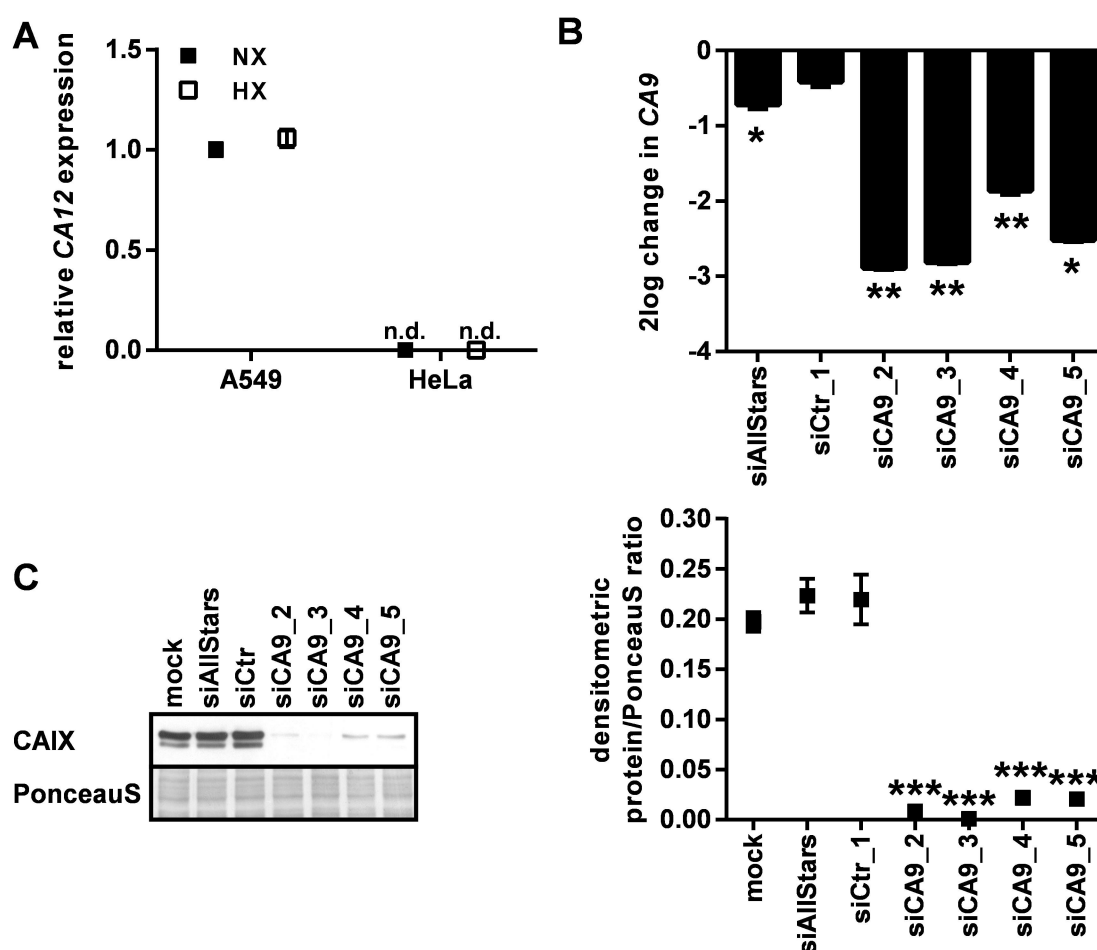 A
relative CA12 expression
1.5
1.0
0.5
0.0
NX
HX
n.d.
n.d.
A549
HeLa
B
2log change in CA9
0
-1
-2
-3
-4
*
**
**
**
*
siAllStars
siCtr_1
siCA9_2
siCA9_3
siCA9_4
siCA9_5
C
mock
siAllStars
siCtr
siCA9_2
siCA9_3
siCA9_4
siCA9_5
CAIX
PonceauS
densitometric
protein/PonceauS ratio
0.30
0.25
0.20
0.15
0.10
0.05
0.00
***
***
***
***
mock
siAllStars
siCtr_1
siCA9_2
siCA9_3
siCA9_4
siCA9_5